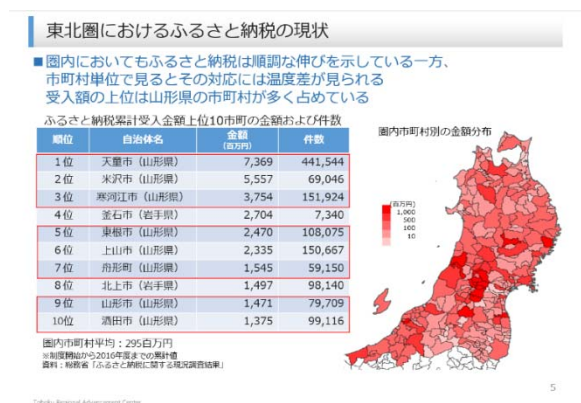 東北圏におけるふるさと納税の現状
■圏内においてもふるさと納税は順調な伸びを示している一方、
市町村単位で見るとその対応には温度差が見られる
受入額の上位は山形県の市町村が多く占めている
ふるさと納税累計受入金額上位10市町の金額および件数
順位 自治体名 金額(百万円) 件数
1位 天童市（山形県） 7,369 441,544
2位 米沢市（山形県） 5,557 69,046
3位 寒河江市（山形県） 3,754 151,924
4位 釜石市（岩手県） 2,704 7,340
5位 東根市（山形県） 2,470 108,075
6位 上山市（山形県） 2,335 150,667
7位 舟形町（山形県） 1,545 59,150
8位 北上市（岩手県） 1,497 98,140
9位 山形市（山形県） 1,471 79,709
10位 酒田市（山形県） 1,375 99,116
圏内市町村平均：295百万円
※制度開始から2016年度までの累計値
資料：総務省「ふるさと納税に関する現況調査結果」
圏内市町村別の金額分布
(百万円)
1,000
500
100
10
5